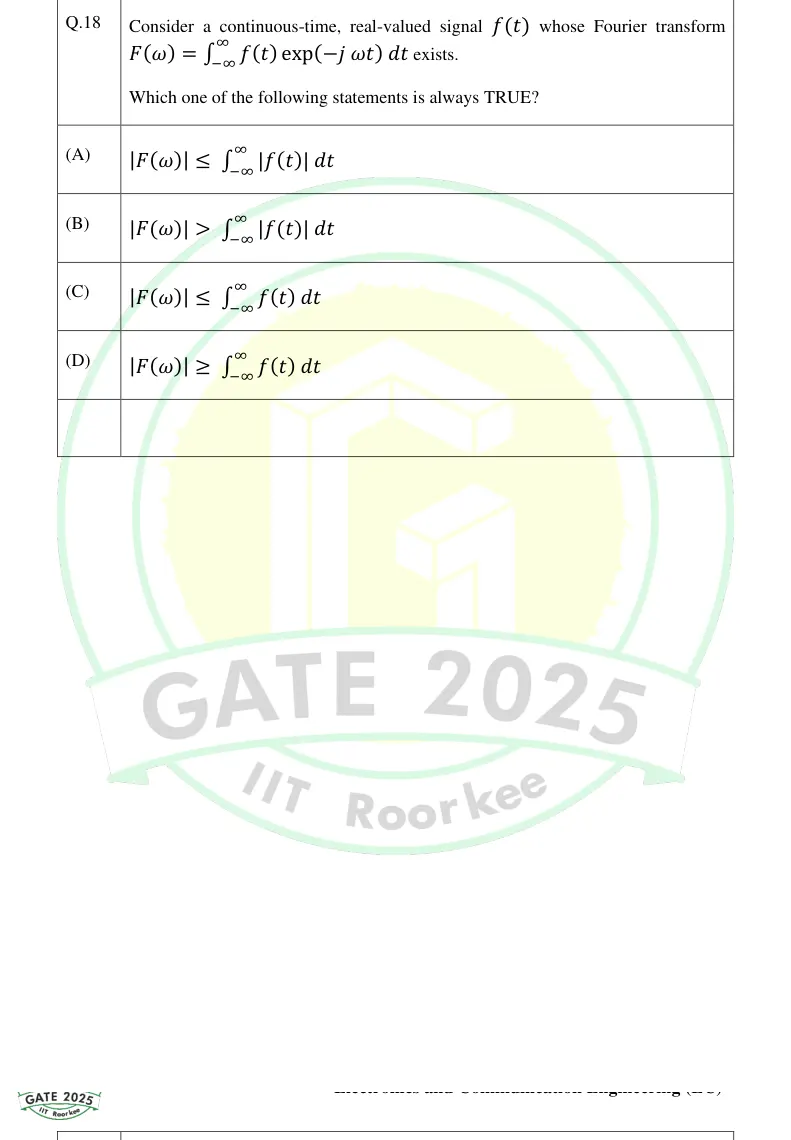 Q.18 Consider a continuous-time, real-valued signal 𝑓(𝑡) whose Fourier transform
𝐹(𝜔) = ∫_{−∞}^{∞} 𝑓(𝑡) exp(−𝑗 𝜔𝑡) 𝑑𝑡 exists.
Which one of the following statements is always TRUE?
(A) |𝐹(𝜔)| ≤ ∫_{−∞}^{∞} |𝑓(𝑡)| 𝑑𝑡
(B) |𝐹(𝜔)| > ∫_{−∞}^{∞} |𝑓(𝑡)| 𝑑𝑡
(C) |𝐹(𝜔)| ≤ ∫_{−∞}^{∞} 𝑓(𝑡) 𝑑𝑡
(D) |𝐹(𝜔)| ≥ ∫_{−∞}^{∞} 𝑓(𝑡) 𝑑𝑡
GATE 2025
IIT Roorkee
GATE 2025
IIT Roorkee